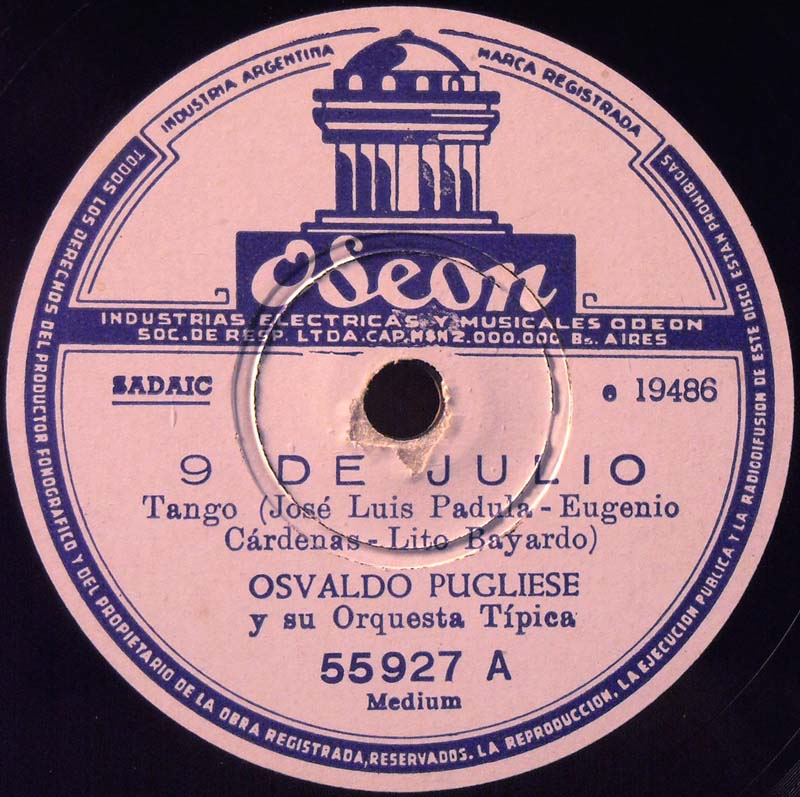 INDUSTRIA ARGENTINA
MARCA REGISTRADA
Odeon
INDUSTRIAS ELECTRICAS Y MUSICALES ODEON
SOC. DE RESP. LTDA. CAP. M$N 2.000.000 Bs. AIRES
SADAIC
e 19486
9 DE JULIO
Tango (José Luis Padula - Eugenio
Cárdenas - Lito Bayardo)
OSVALDO PUGLIESE
y su Orquesta Típica
55927 A
Medium
TODOS LOS DERECHOS DEL PRODUCTOR FONOGRAFICO Y DEL PROPIETARIO DE LA OBRA REGISTRADA, RESERVADOS. LA REPRODUCCION, LA EJECUCION PUBLICA Y LA RADIODIFUSION DE ESTE DISCO ESTAN PROHIBIDAS